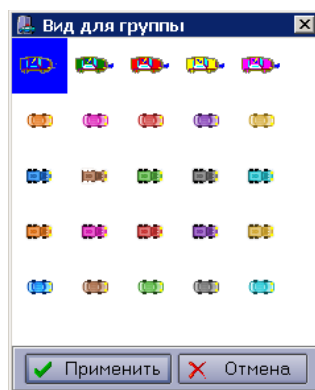 Вид для группы
Применить
Отмена